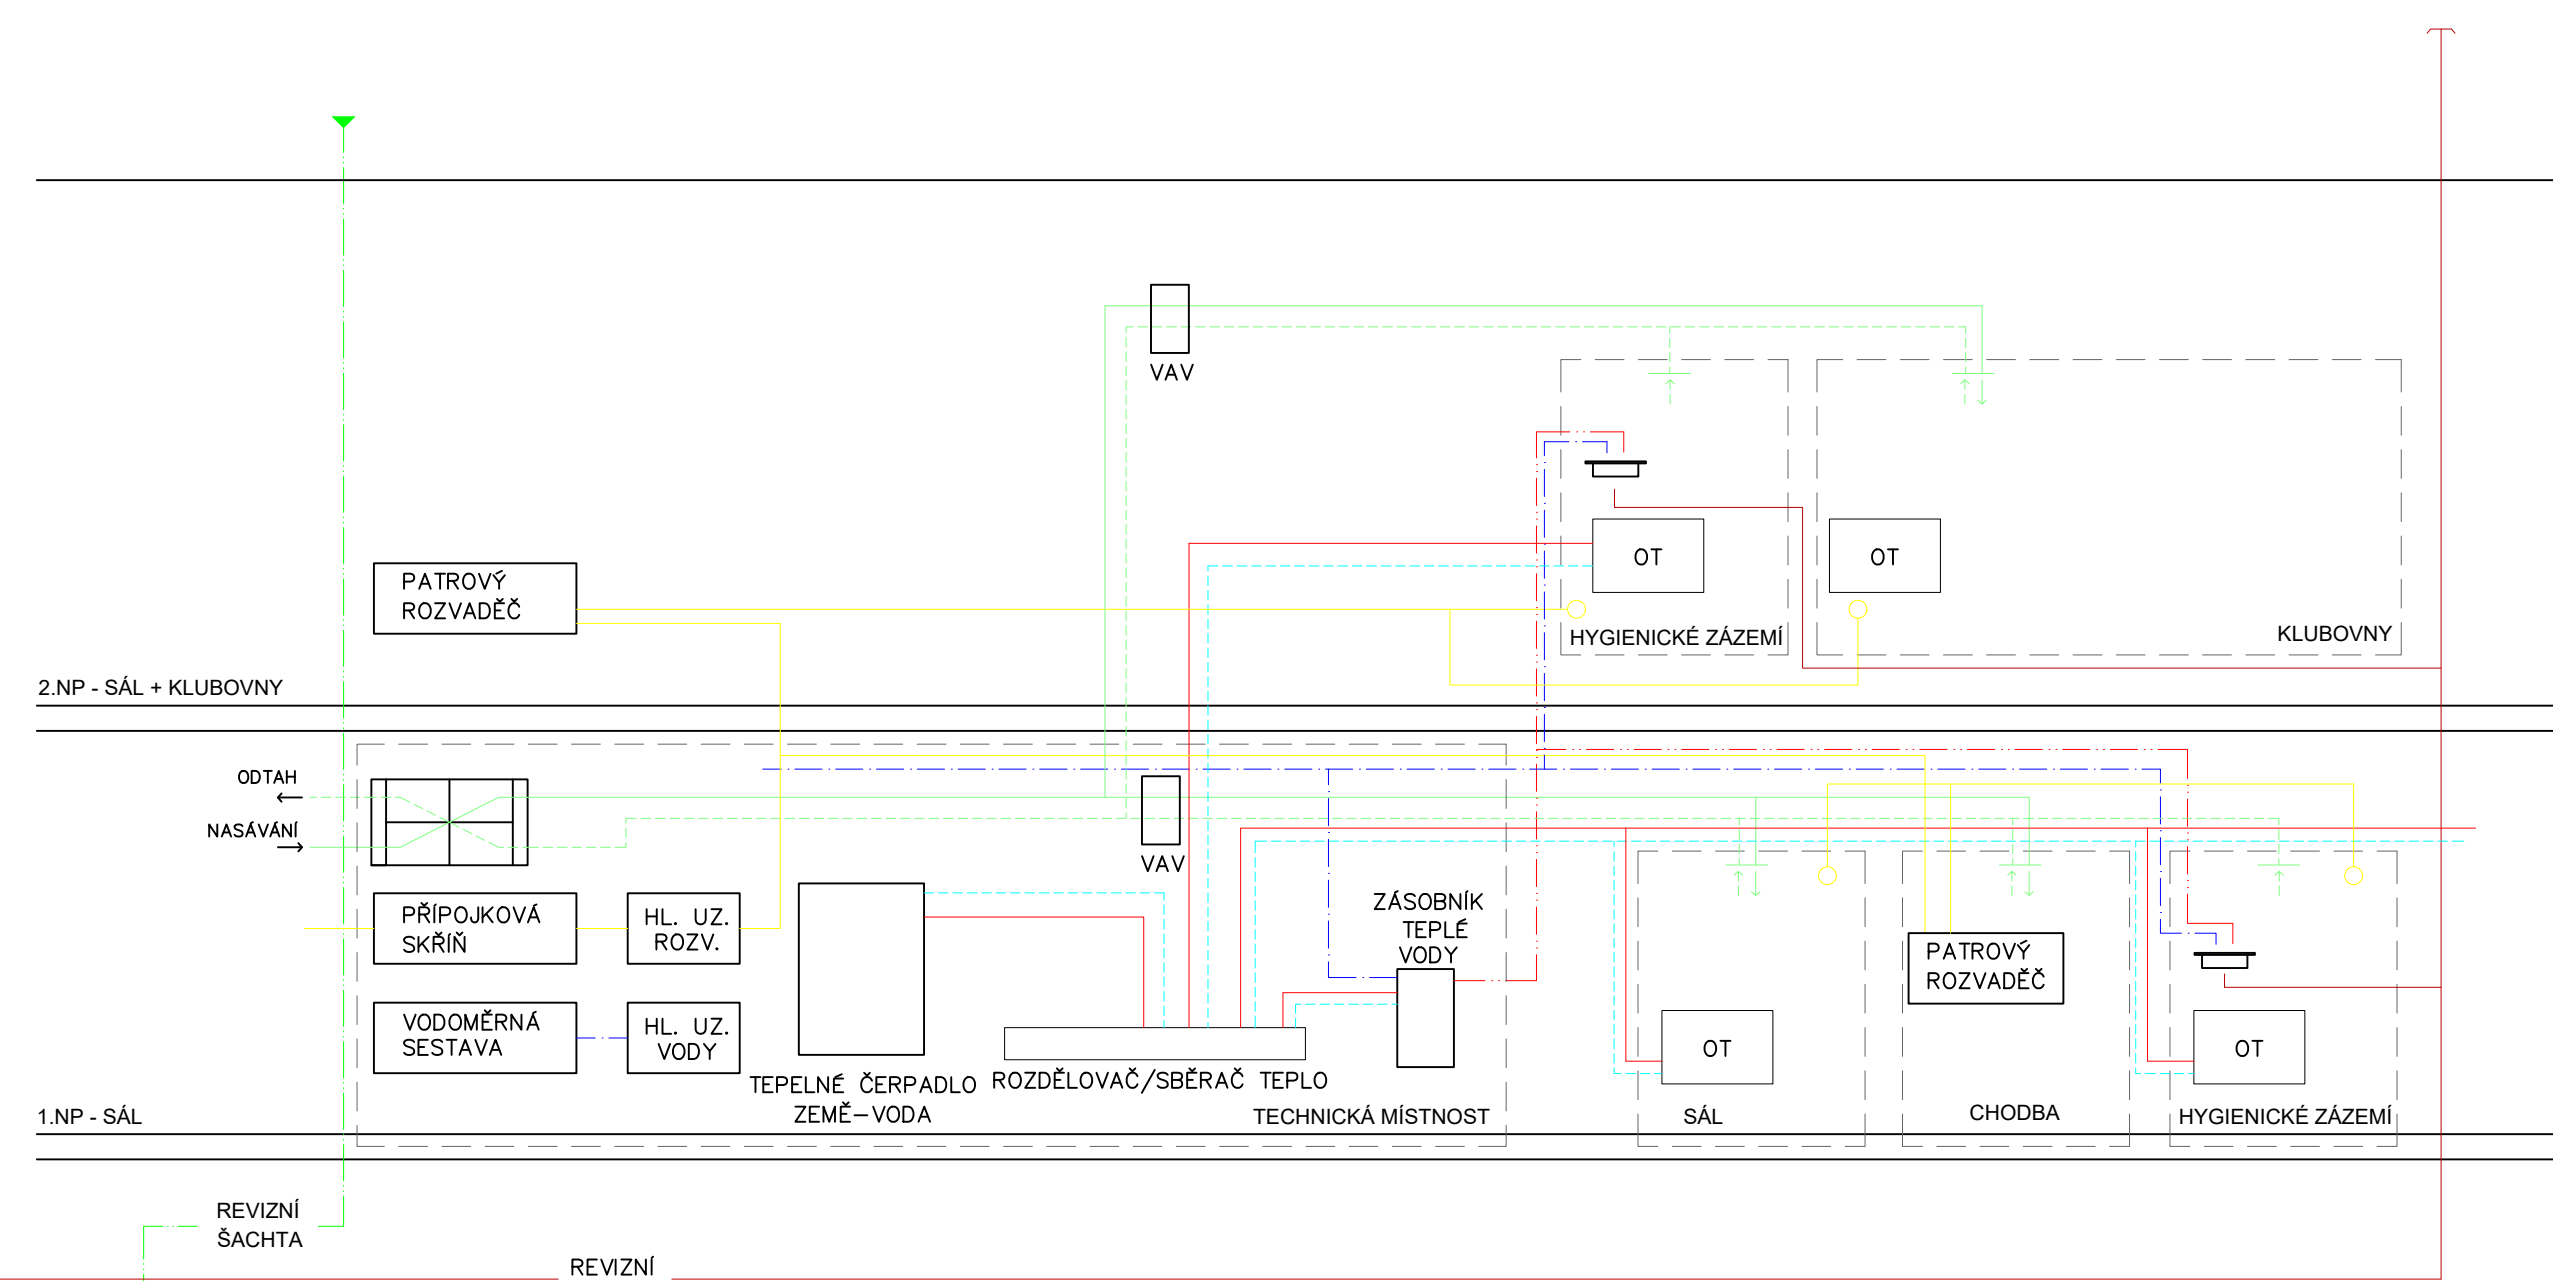 VAV
PATROVÝ
ROZVADĚČ
OT
OT
HYGIENICKÉ ZÁZEMÍ
KLUBOVNY
2.NP - SÁL + KLUBOVNY
ODTAH
NASÁVÁNÍ
VAV
PŘÍPOJKOVÁ
SKŘÍŇ
HL. UZ.
ROZV.
ZÁSOBNÍK
TEPLÉ
VODY
PATROVÝ
ROZVADĚČ
VODOMĚRNÁ
SESTAVA
HL. UZ.
VODY
OT
OT
TEPELNÉ ČERPADLO
ZEMĚ-VODA
ROZDĚLOVAČ/SBĚRAČ TEPLO
1.NP - SÁL
TECHNICKÁ MÍSTNOST
SÁL
CHODBA
HYGIENICKÉ ZÁZEMÍ
REVIZNÍ
ŠACHTA
REVIZNÍ